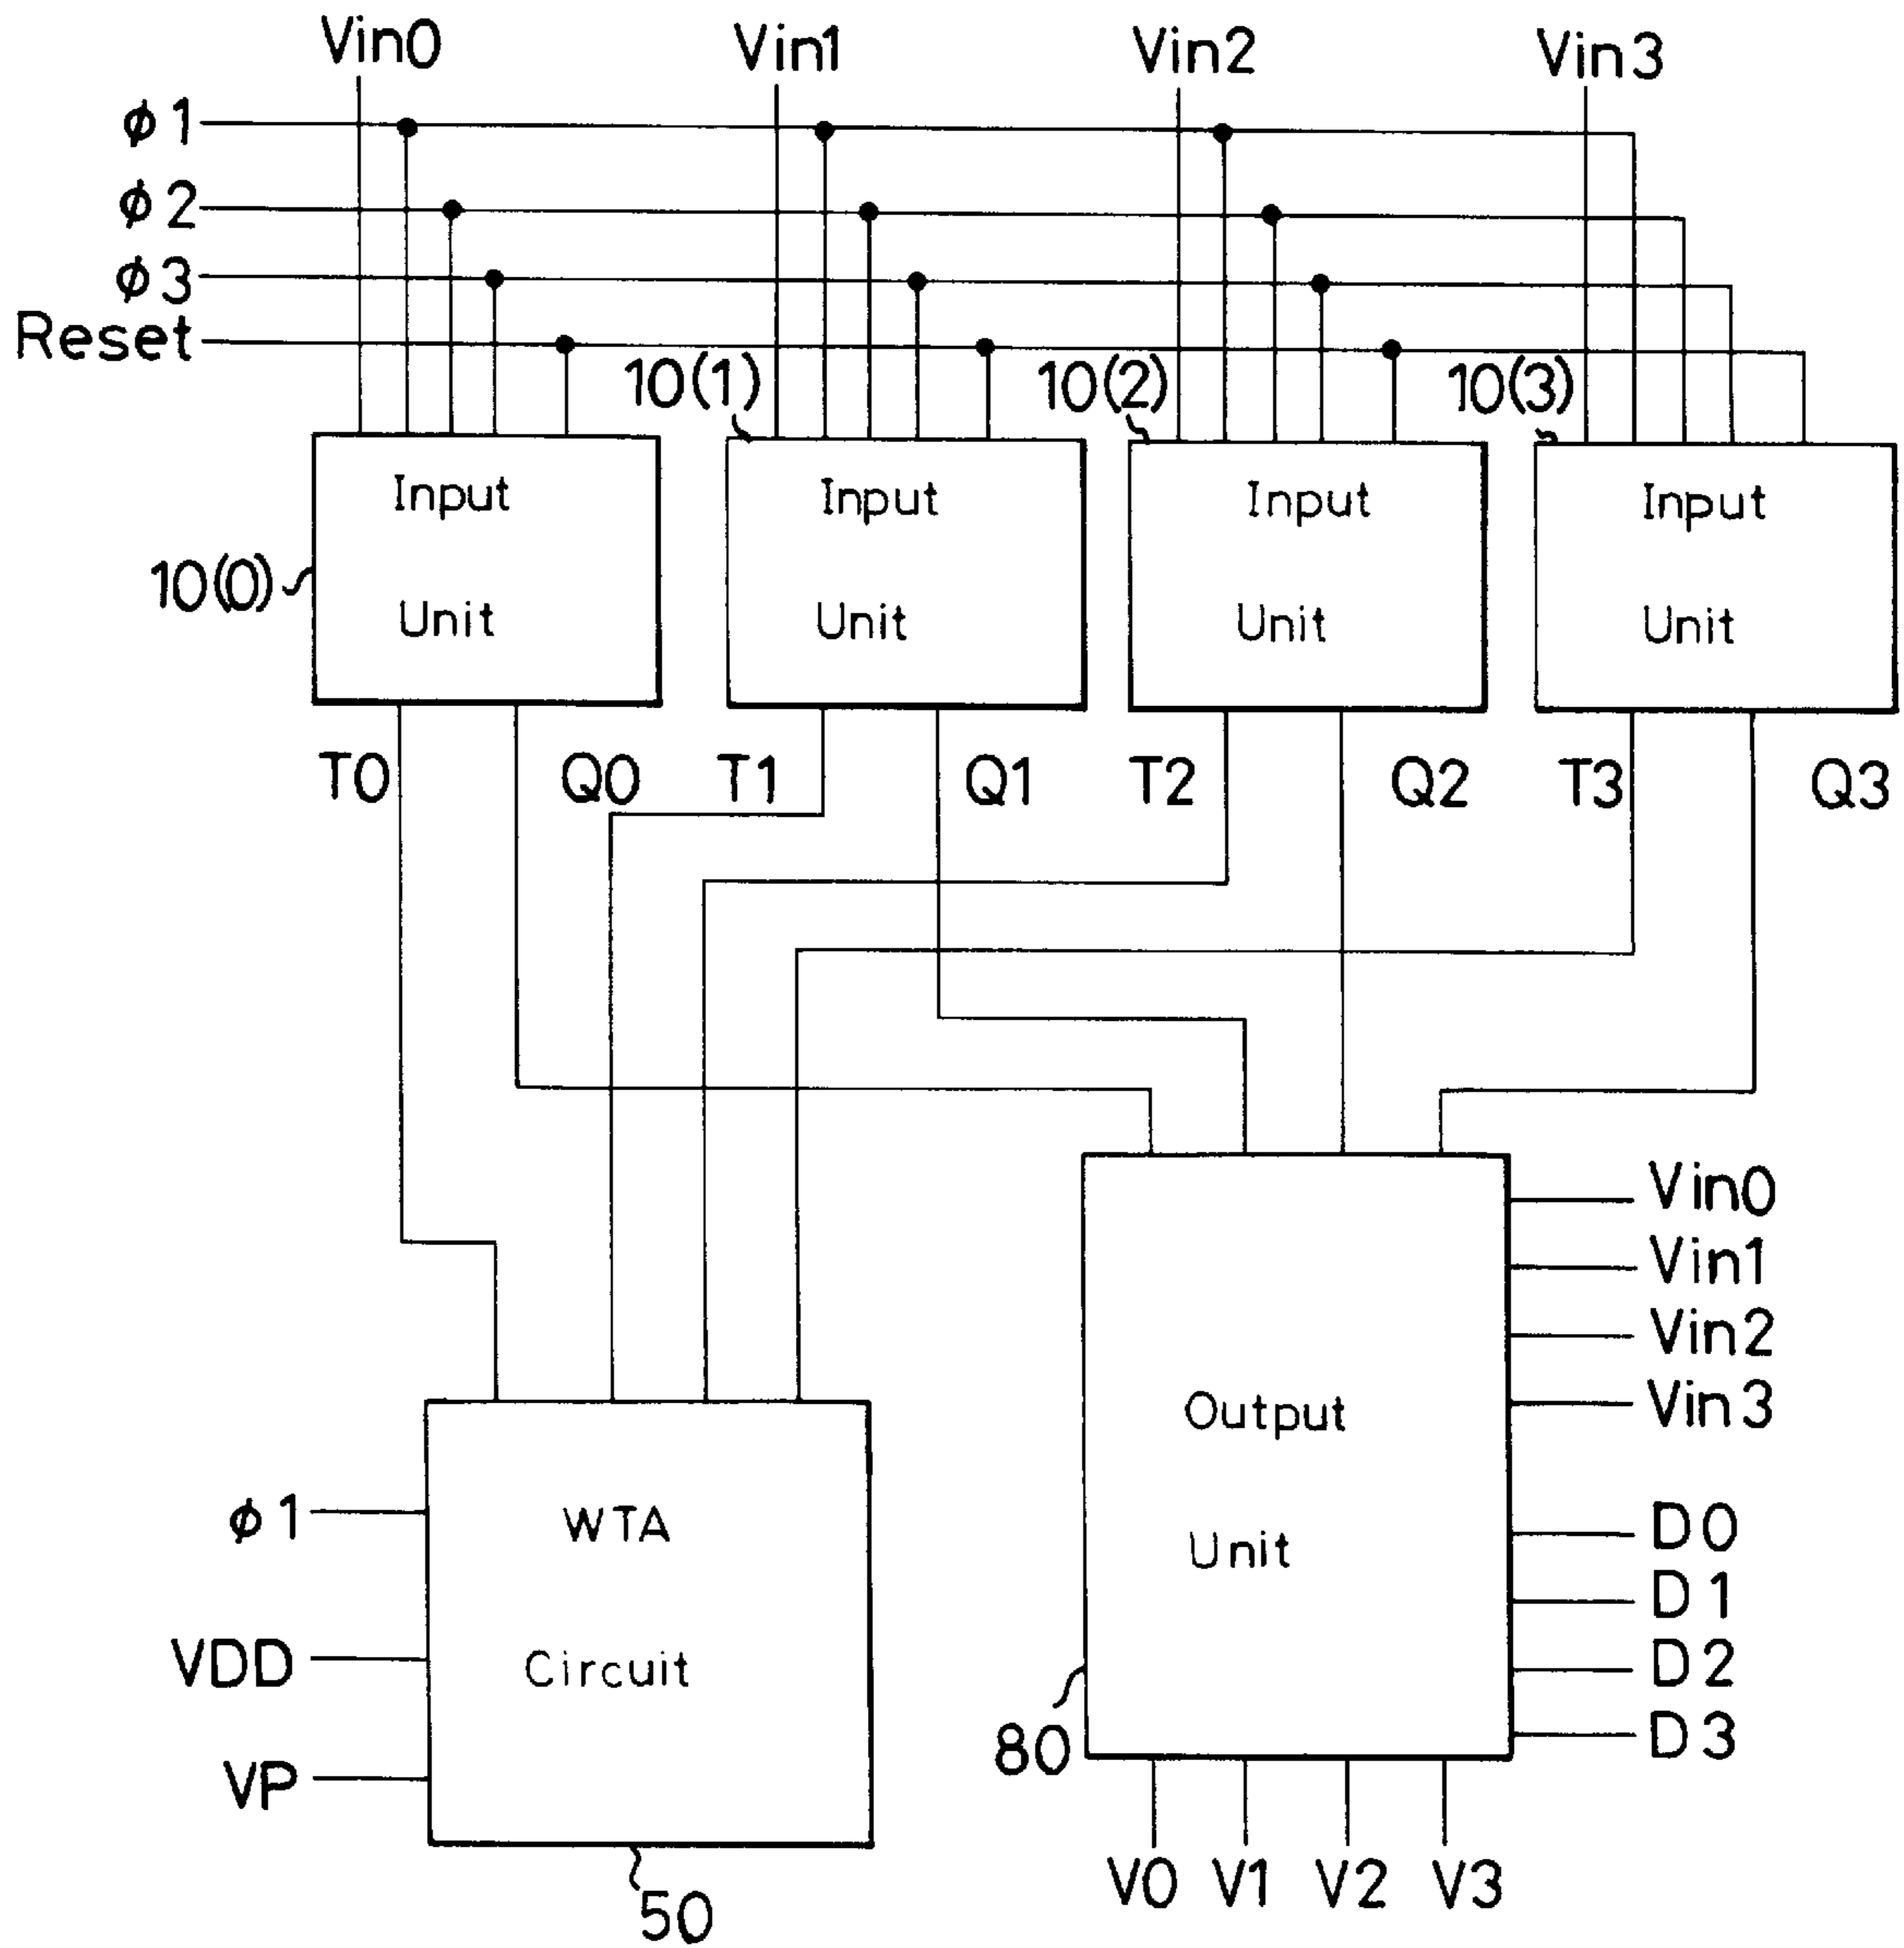 Vin0 Vin1 Vin2 Vin3
ϕ1
ϕ2
ϕ3
Reset
10(1) 10(2) 10(3)
Input Unit
Input Unit
Input Unit
Input Unit
10(0)
T0 Q0 T1 Q1 T2 Q2 T3 Q3
Vin0
Vin1
Vin2
Vin3
Output
Unit
D0
D1
D2
D3
80
V0 V1 V2 V3
ϕ1
VDD
VP
WTA
Circuit
50